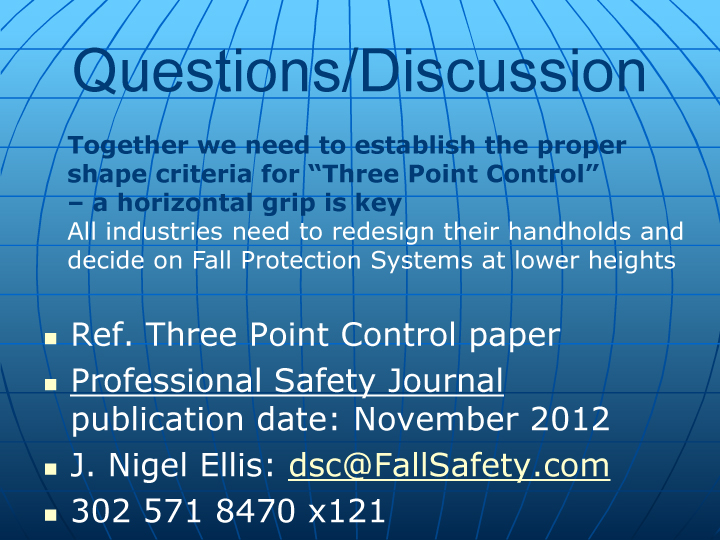 Questions/Discussion
Together we need to establish the proper
shape criteria for “Three Point Control”
– a horizontal grip is key
All industries need to redesign their handholds and
decide on Fall Protection Systems at lower heights
Ref. Three Point Control paper
Professional Safety Journal
publication date: November 2012
J. Nigel Ellis: dsc@FallSafety.com
302 571 8470 x121